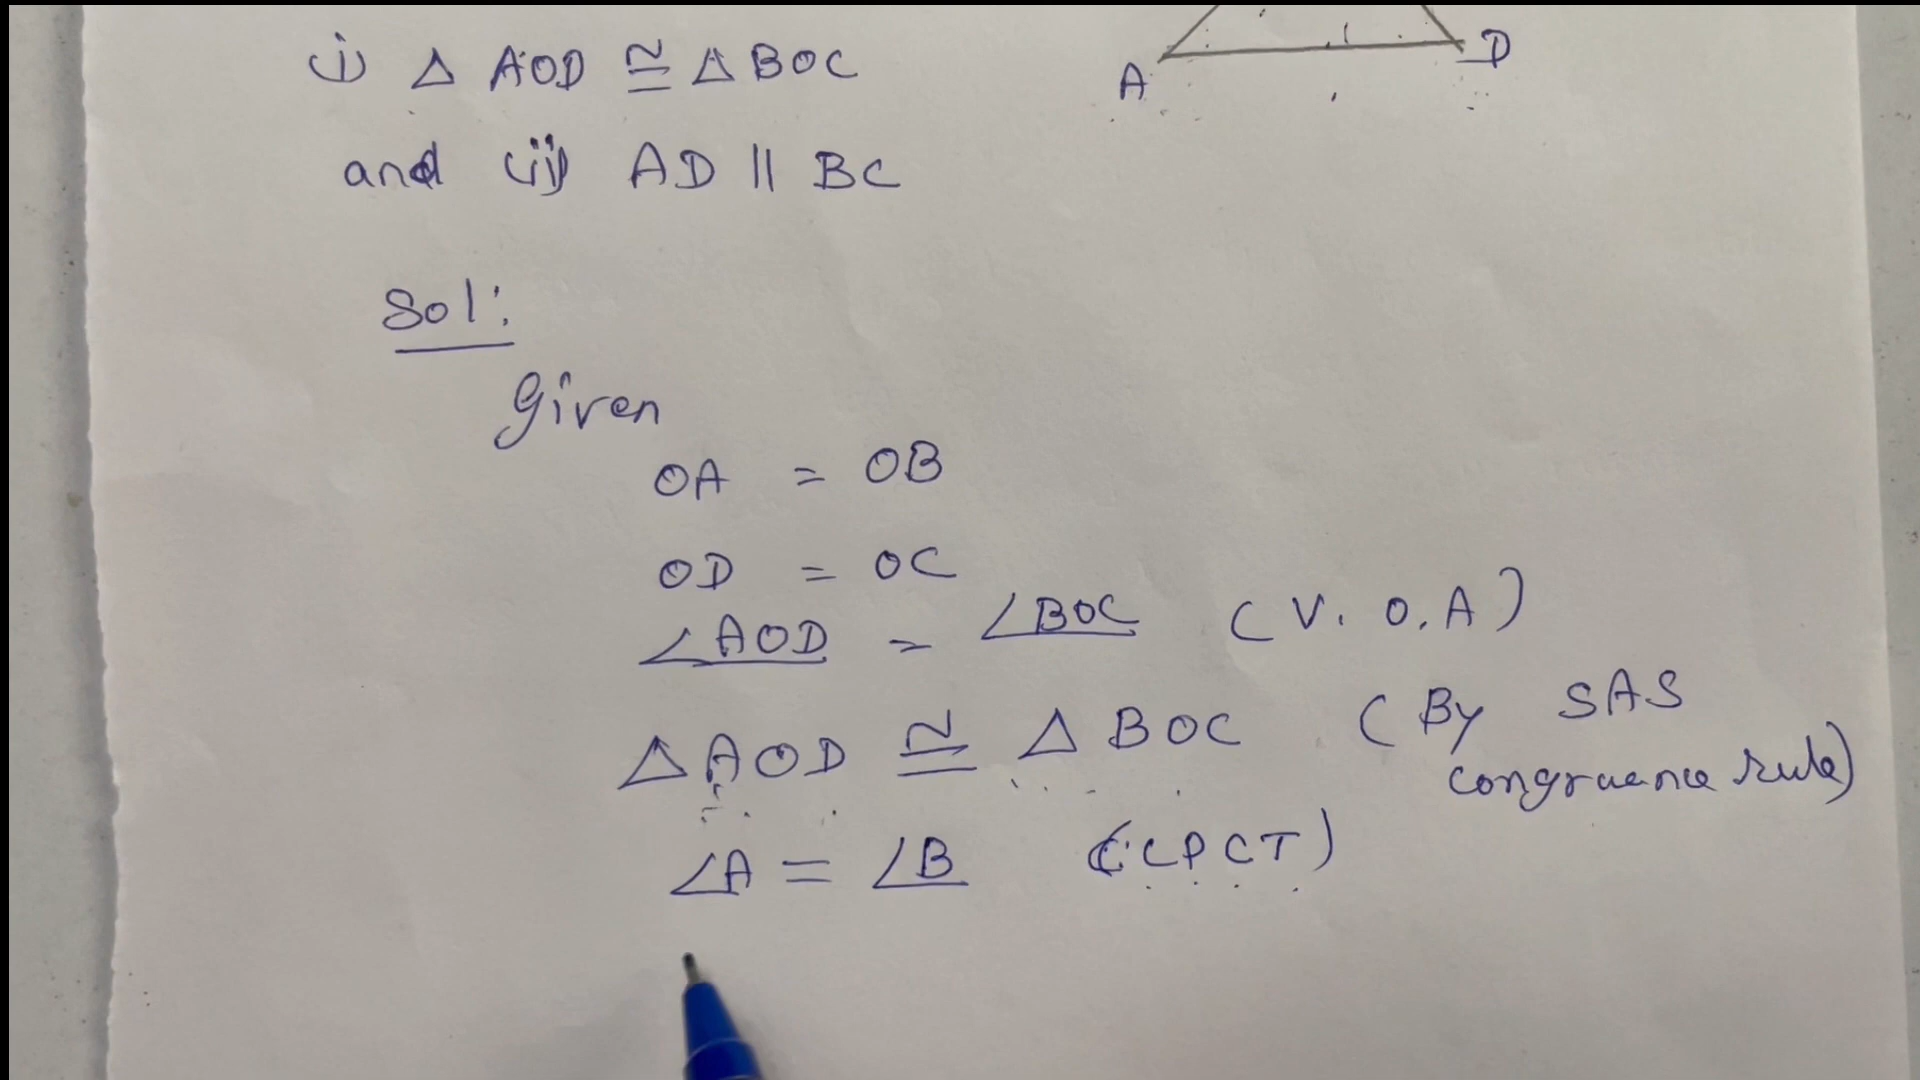 (i) △ AOD ≅ △ BOC
A D
and (ii) AD || BC
Sol:
Given
OA = OB
OD = OC
∠AOD = ∠BOC (V. O. A)
△ AOD ≅ △ BOC (By SAS
congruence rule)
∠A = ∠B (CPCT)